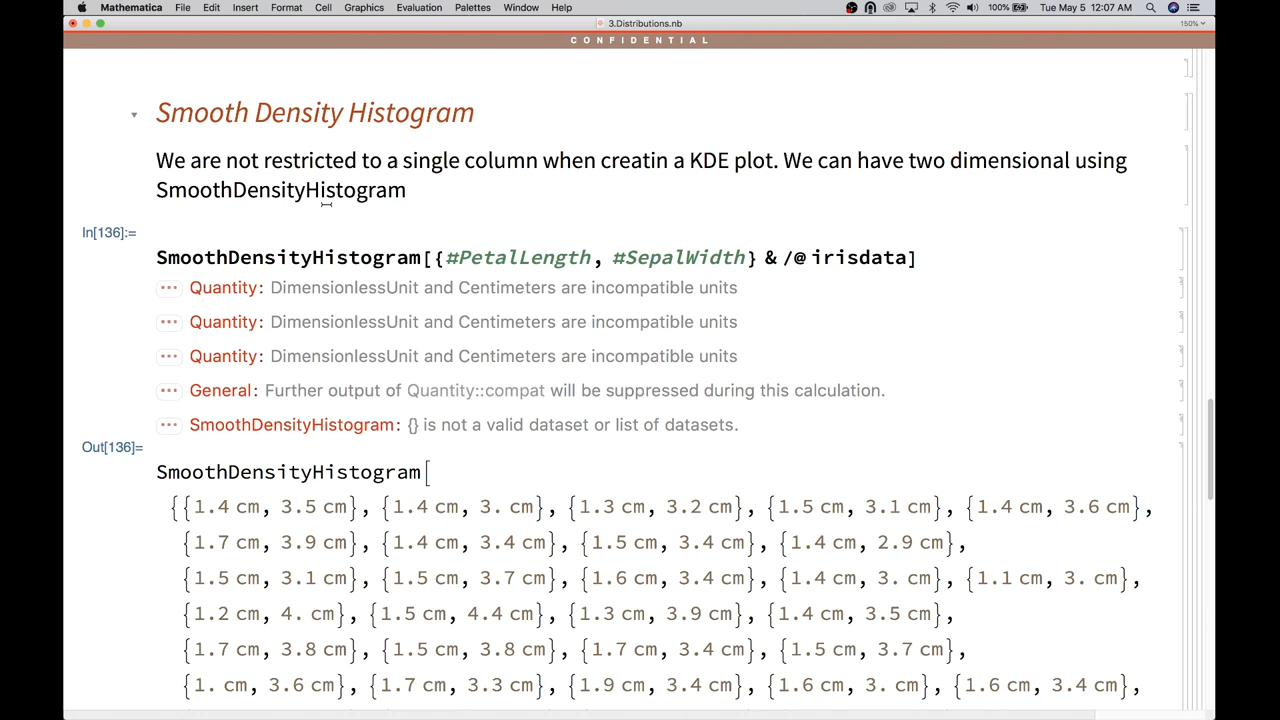 Mathematica File Edit Insert Format Cell Graphics Evaluation Palettes Window Help 100% Tue May 5 12:07 AM
3.Distributions.nb 150%
CONFIDENTIAL
Smooth Density Histogram
We are not restricted to a single column when creatin a KDE plot. We can have two dimensional using
SmoothDensityHistogram
In[136]:=
SmoothDensityHistogram[{#PetalLength, #SepalWidth} & /@ irisdata]
Quantity: DimensionlessUnit and Centimeters are incompatible units
Quantity: DimensionlessUnit and Centimeters are incompatible units
Quantity: DimensionlessUnit and Centimeters are incompatible units
General: Further output of Quantity::compat will be suppressed during this calculation.
SmoothDensityHistogram: {} is not a valid dataset or list of datasets.
Out[136]=
SmoothDensityHistogram[
{{1.4 cm, 3.5 cm}, {1.4 cm, 3. cm}, {1.3 cm, 3.2 cm}, {1.5 cm, 3.1 cm}, {1.4 cm, 3.6 cm},
{1.7 cm, 3.9 cm}, {1.4 cm, 3.4 cm}, {1.5 cm, 3.4 cm}, {1.4 cm, 2.9 cm},
{1.5 cm, 3.1 cm}, {1.5 cm, 3.7 cm}, {1.6 cm, 3.4 cm}, {1.4 cm, 3. cm}, {1.1 cm, 3. cm},
{1.2 cm, 4. cm}, {1.5 cm, 4.4 cm}, {1.3 cm, 3.9 cm}, {1.4 cm, 3.5 cm},
{1.7 cm, 3.8 cm}, {1.5 cm, 3.8 cm}, {1.7 cm, 3.4 cm}, {1.5 cm, 3.7 cm},
{1. cm, 3.6 cm}, {1.7 cm, 3.3 cm}, {1.9 cm, 3.4 cm}, {1.6 cm, 3. cm}, {1.6 cm, 3.4 cm},